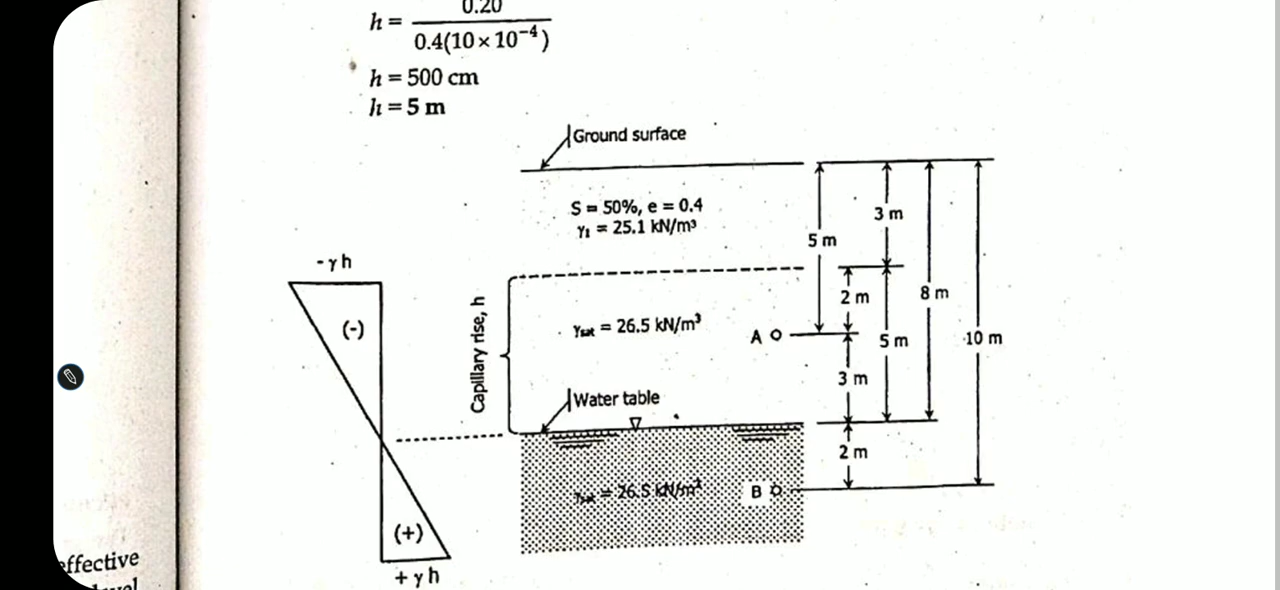 0.20
h =
0.4(10 × 10⁻⁴)
h = 500 cm
h = 5 m
Ground surface
S = 50%, e = 0.4
γ₁ = 25.1 kN/m³
3 m
5 m
- γ h
(-)
Capillary rise, h
γsat = 26.5 kN/m³
2 m
8 m
A
5 m
10 m
3 m
Water table
2 m
γsat = 26.5 kN/m³
B
(+)
+ γ h
effective